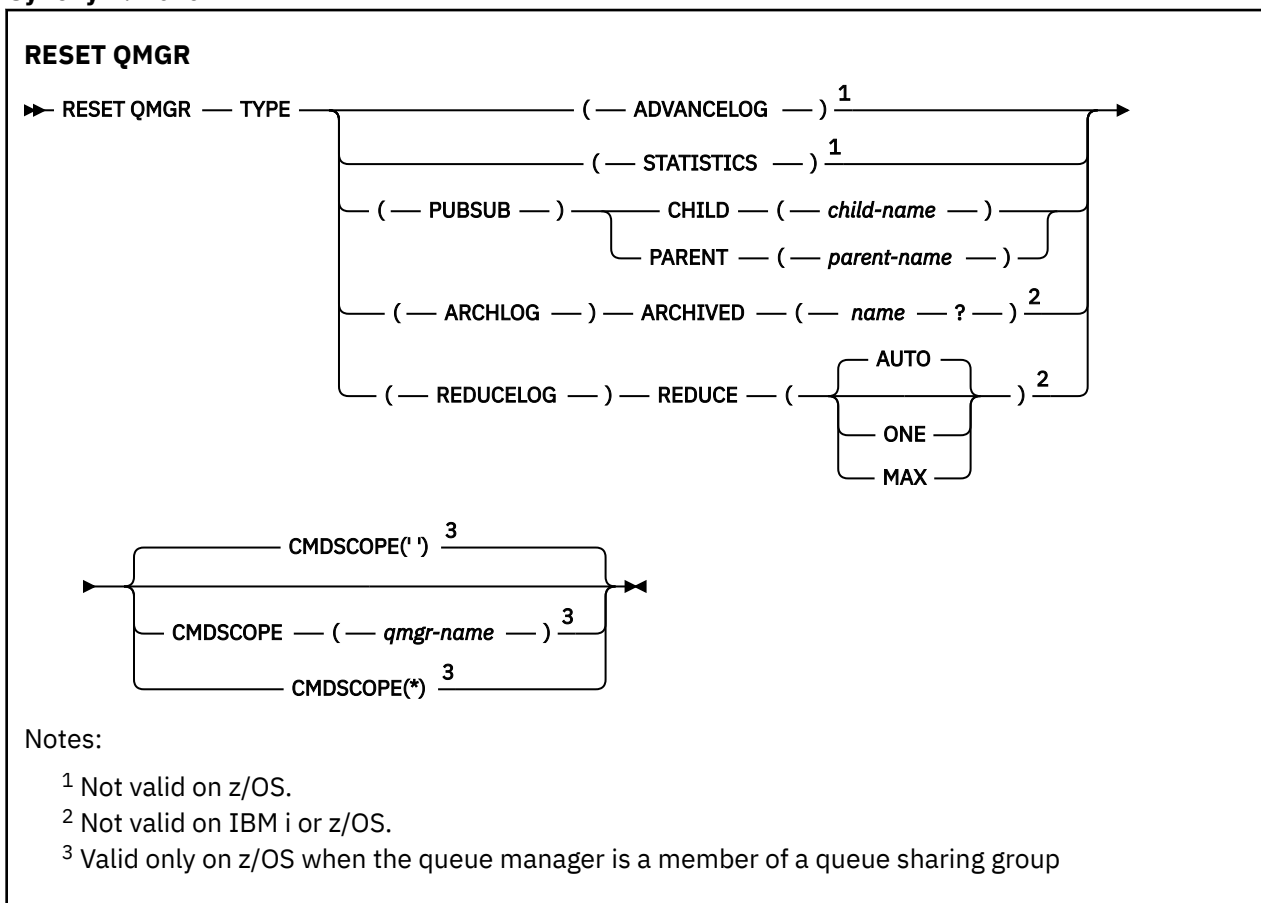 RESET QMGR
RESET QMGR TYPE ( ADVANCELOG ) 1
( STATISTICS ) 1
( PUBSUB ) CHILD ( child-name )
PARENT ( parent-name )
( ARCHLOG ) ARCHIVED ( name ? ) 2
AUTO
( REDUCELOG ) REDUCE ( ) 2
ONE
MAX
CMDSCOPE(' ') 3
CMDSCOPE ( qmgr-name ) 3
CMDSCOPE(*) 3
Notes:
1 Not valid on z/OS.
2 Not valid on IBM i or z/OS.
3 Valid only on z/OS when the queue manager is a member of a queue sharing group